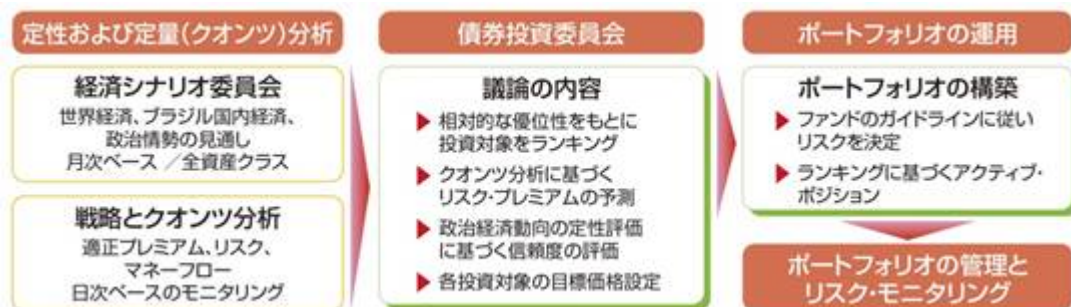 定性および定量(クオンツ)分析
経済シナリオ委員会
世界経済、ブラジル国内経済、
政治情勢の見通し
月次ベース ／全資産クラス
戦略とクオンツ分析
適正プレミアム、リスク、
マネーフロー
日次ベースのモニタリング
債券投資委員会
議論の内容
相対的な優位性をもとに
投資対象をランキング
クオンツ分析に基づく
リスク・プレミアムの予測
政治経済動向の定性評価
に基づく信頼度の評価
各投資対象の目標価格設定
ポートフォリオの運用
ポートフォリオの構築
ファンドのガイドラインに従い
リスクを決定
ランキングに基づくアクティブ・
ポジション
ポートフォリオの管理と
リスク・モニタリング